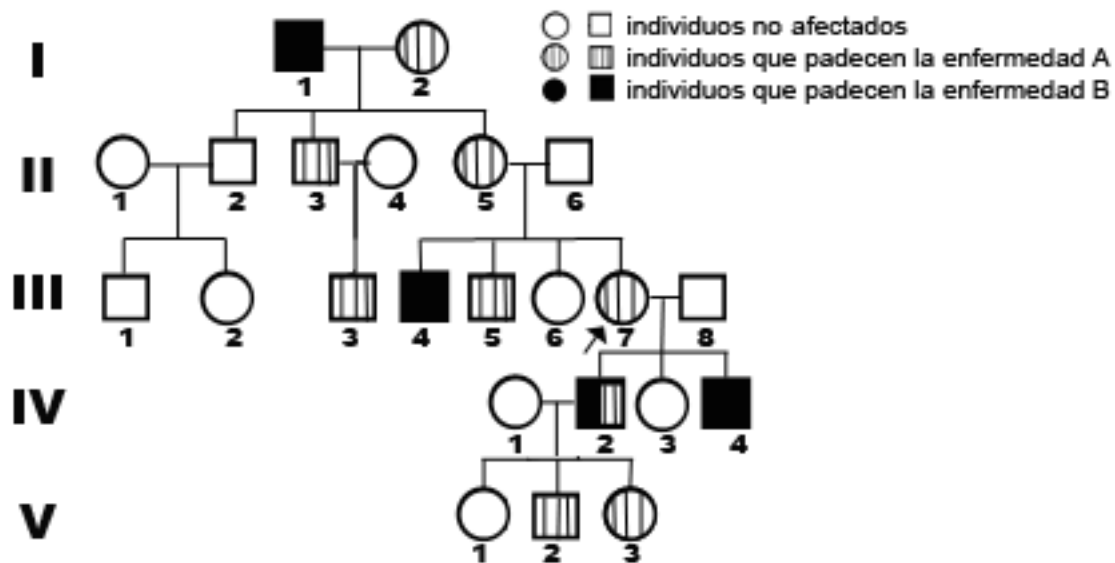 individuos no afectados
individuos que padecen la enfermedad A
individuos que padecen la enfermedad B
I
1 2
II
1 2 3 4 5 6
III
1 2 3 4 5 6 7 8
IV
1 2 3 4
V
1 2 3